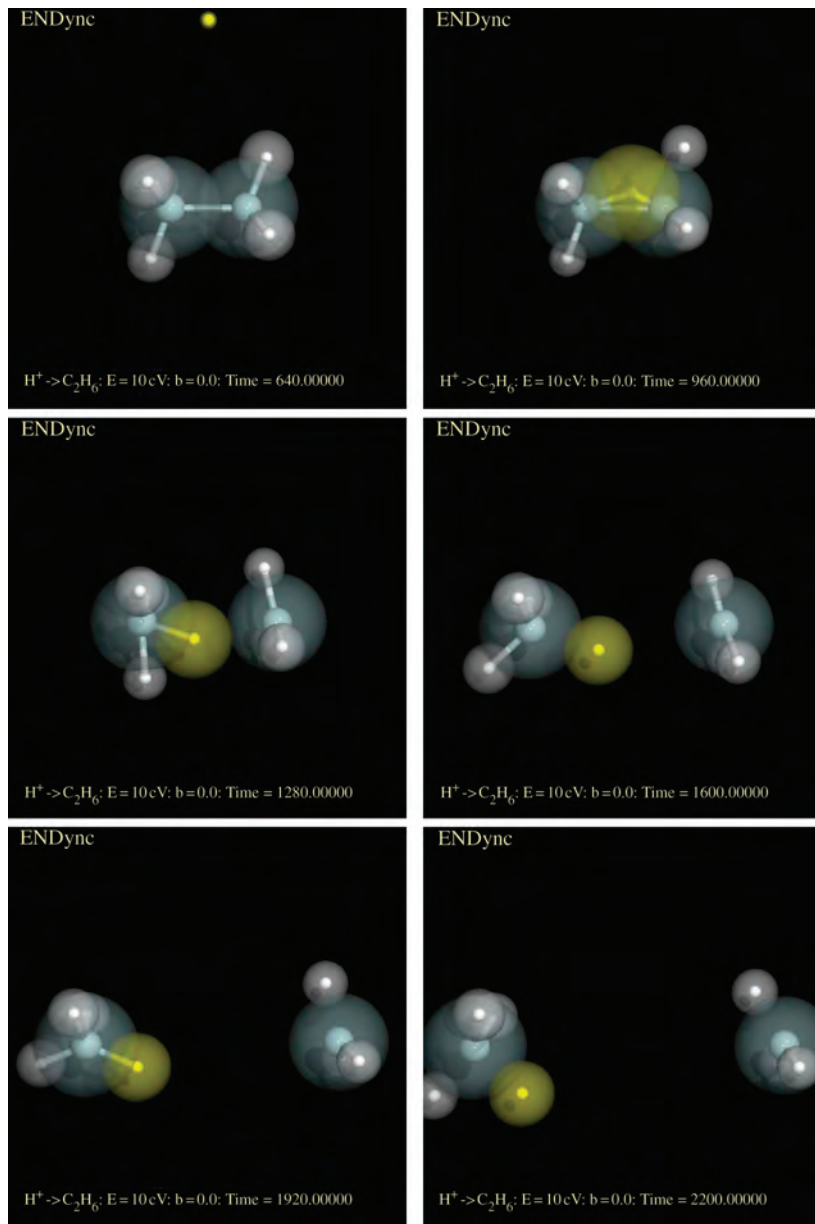 ENDync
H⁺->C₂H₆: E = 10 cV: b = 0.0: Time = 640.00000
ENDync
H⁺->C₂H₆: E = 10 cV: b = 0.0: Time = 960.00000
ENDync
H⁺->C₂H₆: E = 10 cV: b = 0.0: Time = 1280.00000
ENDync
H⁺->C₂H₆: E = 10 cV: b = 0.0: Time = 1600.00000
ENDync
H⁺->C₂H₆: E = 10 cV: b = 0.0: Time = 1920.00000
ENDync
H⁺->C₂H₆: E = 10 cV: b = 0.0: Time = 2200.00000